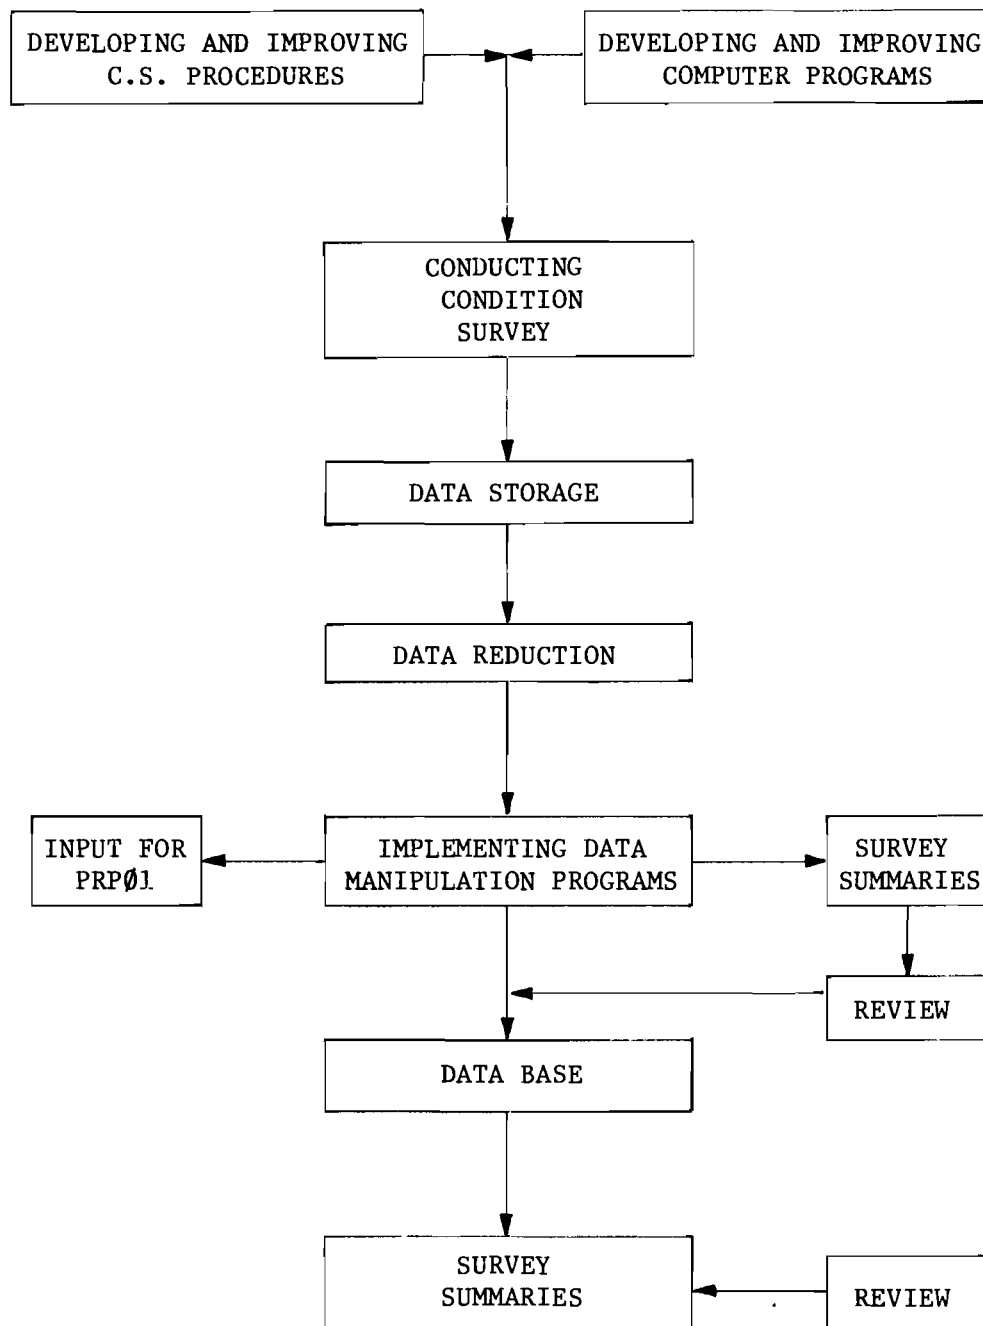 DEVELOPING AND IMPROVING
C.S. PROCEDURES
DEVELOPING AND IMPROVING
COMPUTER PROGRAMS
CONDUCTING
CONDITION
SURVEY
DATA STORAGE
DATA REDUCTION
INPUT FOR
PRPØ1
IMPLEMENTING DATA
MANIPULATION PROGRAMS
SURVEY
SUMMARIES
REVIEW
DATA BASE
SURVEY
SUMMARIES
REVIEW